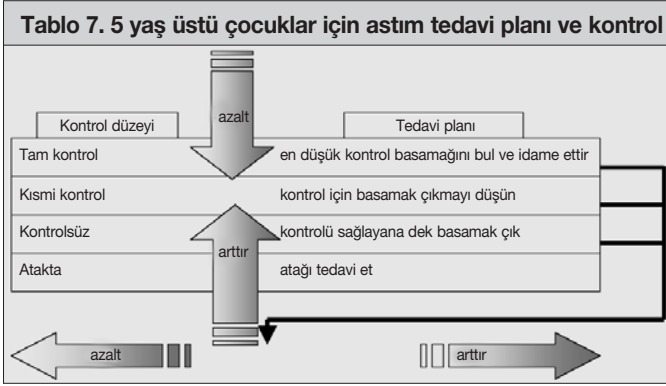 Tablo 7. 5 yaş üstü çocuklar için astım tedavi planı ve kontrol
azalt
Kontrol düzeyi
Tedavi planı
Tam kontrol
en düşük kontrol basamağını bul ve idame ettir
Kısmi kontrol
kontrol için basamak çıkmayı düşün
Kontrolsüz
kontrolü sağlayana dek basamak çık
arttır
Atakta
atağı tedavi et
azalt
arttır